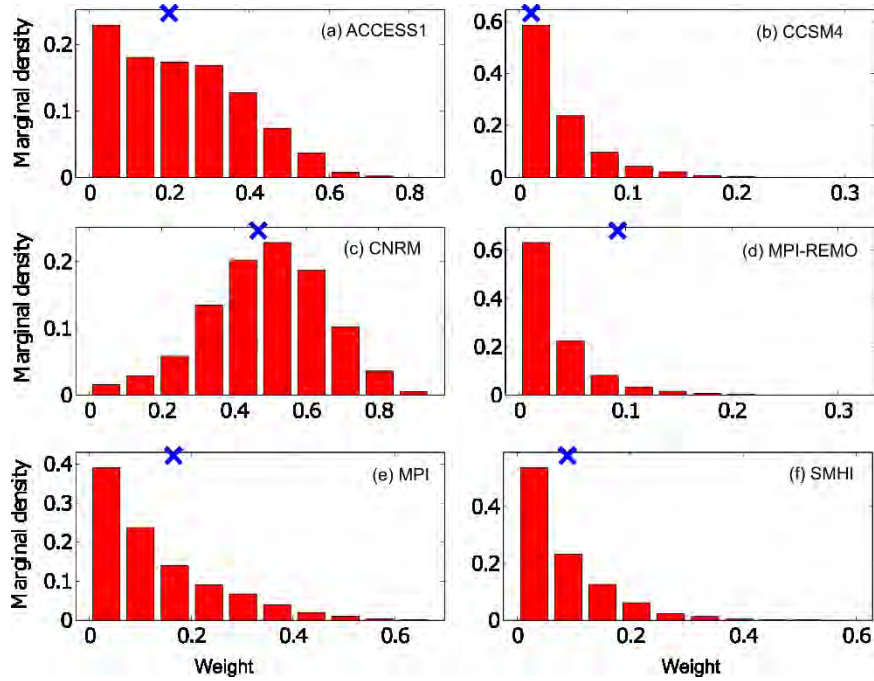 Marginal density
0.2
0.1
0
(a) ACCESS1
0 0.2 0.4 0.6 0.8
0.6
0.4
0.2
0
(b) CCSM4
0 0.1 0.2 0.3
Marginal density
0.2
0.1
0
(c) CNRM
0 0.2 0.4 0.6 0.8
0.6
0.4
0.2
0
(d) MPI-REMO
0 0.1 0.2 0.3
Marginal density
0.4
0.3
0.2
0.1
0
(e) MPI
0 0.2 0.4 0.6
Weight
0.4
0.2
0
(f) SMHI
0 0.2 0.4 0.6
Weight